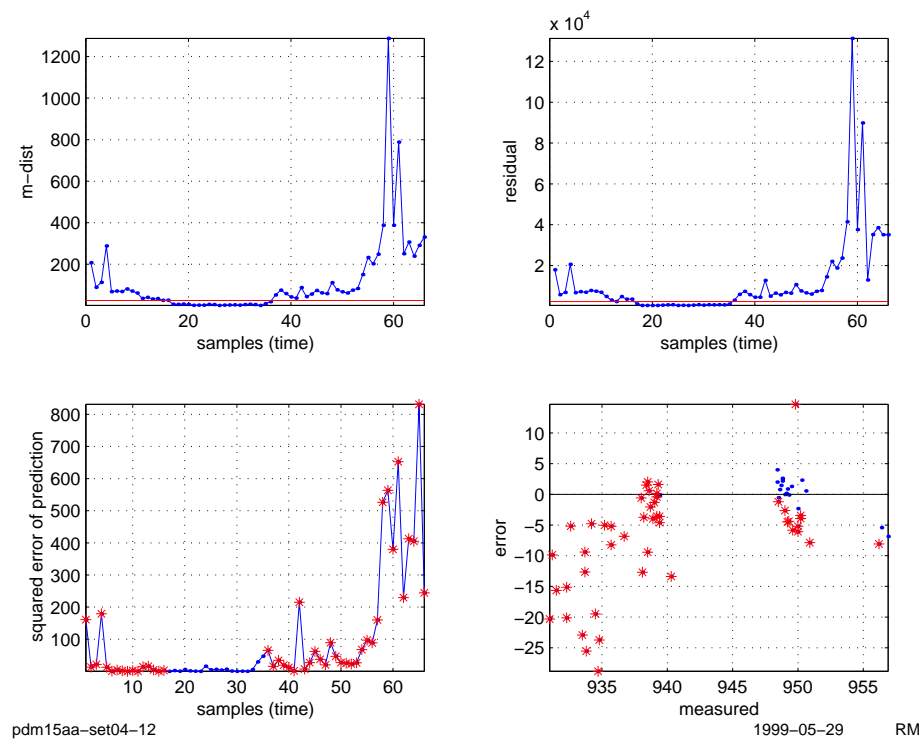 1200
1000
800
600
400
200
m−dist
0 20 40 60
samples (time)
x 10^4
12
10
8
6
4
2
residual
0 20 40 60
samples (time)
800
700
600
500
400
300
200
100
squared error of prediction
10 20 30 40 50 60
samples (time)
10
5
0
−5
−10
−15
−20
−25
error
935 940 945 950 955
measured
pdm15aa−set04−12 1999−05−29 RM